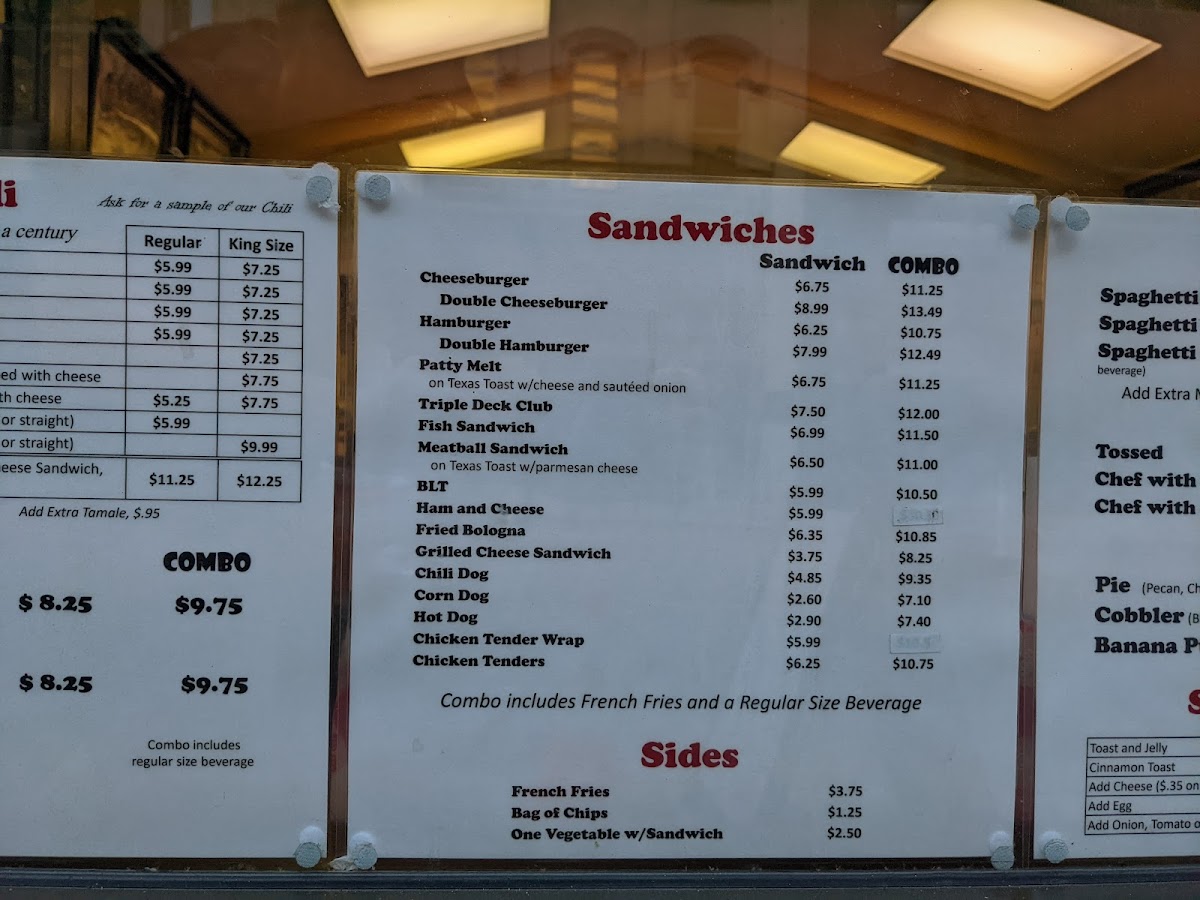 li
Ask for a sample of our Chili
a century
Regular King Size
$5.99 $7.25
$5.99 $7.25
$5.99 $7.25
$5.99 $7.25
$7.25
ed with cheese $7.75
th cheese $5.25 $7.75
or straight) $5.99
or straight) $9.99
eese Sandwich, $11.25 $12.25
Add Extra Tamale, $.95
COMBO
$ 8.25 $9.75
$ 8.25 $9.75
Combo includes
regular size beverage
Sandwiches
Sandwich COMBO
Cheeseburger $6.75 $11.25
Double Cheeseburger $8.99 $13.49
Hamburger $6.25 $10.75
Double Hamburger $7.99 $12.49
Patty Melt
on Texas Toast w/cheese and sautéed onion $6.75 $11.25
Triple Deck Club $7.50 $12.00
Fish Sandwich $6.99 $11.50
Meatball Sandwich
on Texas Toast w/parmesan cheese $6.50 $11.00
BLT $5.99 $10.50
Ham and Cheese $5.99
Fried Bologna $6.35 $10.85
Grilled Cheese Sandwich $3.75 $8.25
Chili Dog $4.85 $9.35
Corn Dog $2.60 $7.10
Hot Dog $2.90 $7.40
Chicken Tender Wrap $5.99
Chicken Tenders $6.25 $10.75
Combo includes French Fries and a Regular Size Beverage
Sides
French Fries $3.75
Bag of Chips $1.25
One Vegetable w/Sandwich $2.50
Spaghetti
Spaghetti
Spaghetti
beverage)
Add Extra
Tossed
Chef with
Chef with
Pie (Pecan, Ch
Cobbler (B
Banana P
S
Toast and Jelly
Cinnamon Toast
Add Cheese ($.35 on
Add Egg
Add Onion, Tomato o